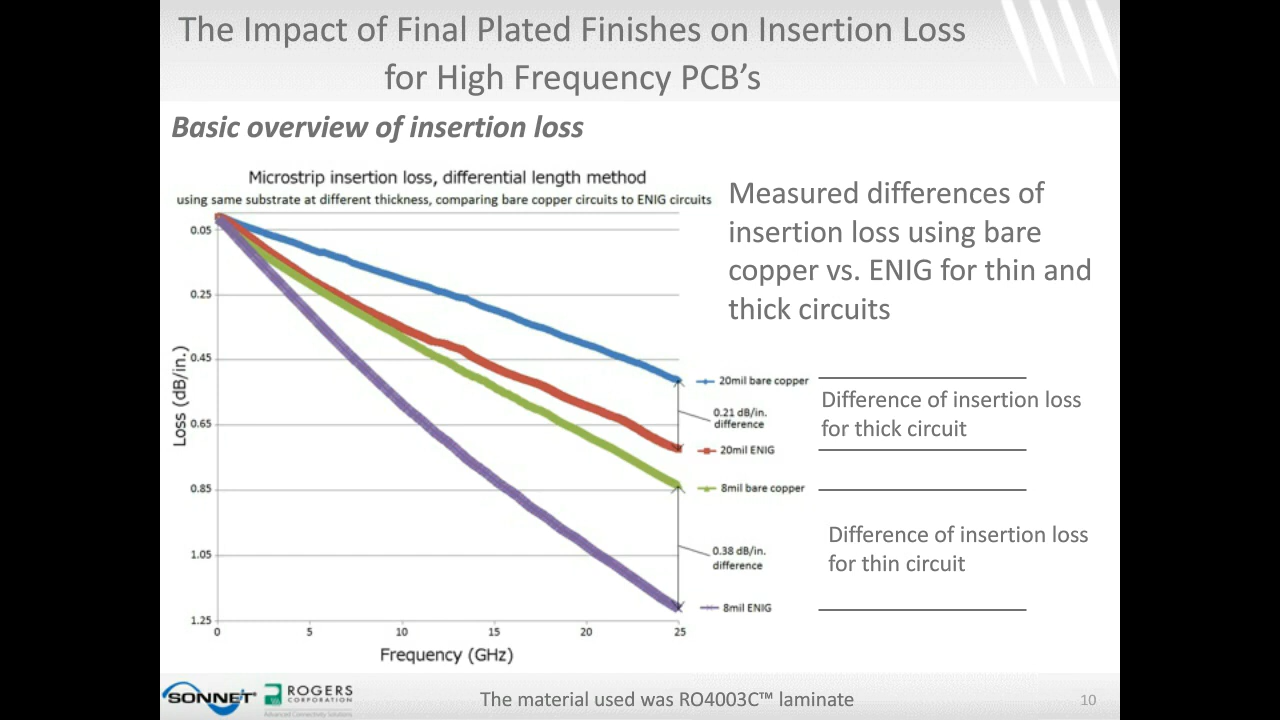 The Impact of Final Plated Finishes on Insertion Loss
for High Frequency PCB's
Basic overview of insertion loss
Microstrip insertion loss, differential length method
using same substrate at different thickness, comparing bare copper circuits to ENIG circuits
Measured differences of
insertion loss using bare
copper vs. ENIG for thin and
thick circuits
Loss (dB/in.)
0.05
0.25
0.45
0.65
0.85
1.05
1.25
0
5
10
15
20
25
Frequency (GHz)
20mil bare copper
0.21 dB/in.
difference
20mil ENIG
8mil bare copper
0.38 dB/in.
difference
8mil ENIG
Difference of insertion loss
for thick circuit
Difference of insertion loss
for thin circuit
SONNET
ROGERS
CORPORATION
Advanced Connectivity Solutions
The material used was RO4003C™ laminate
10